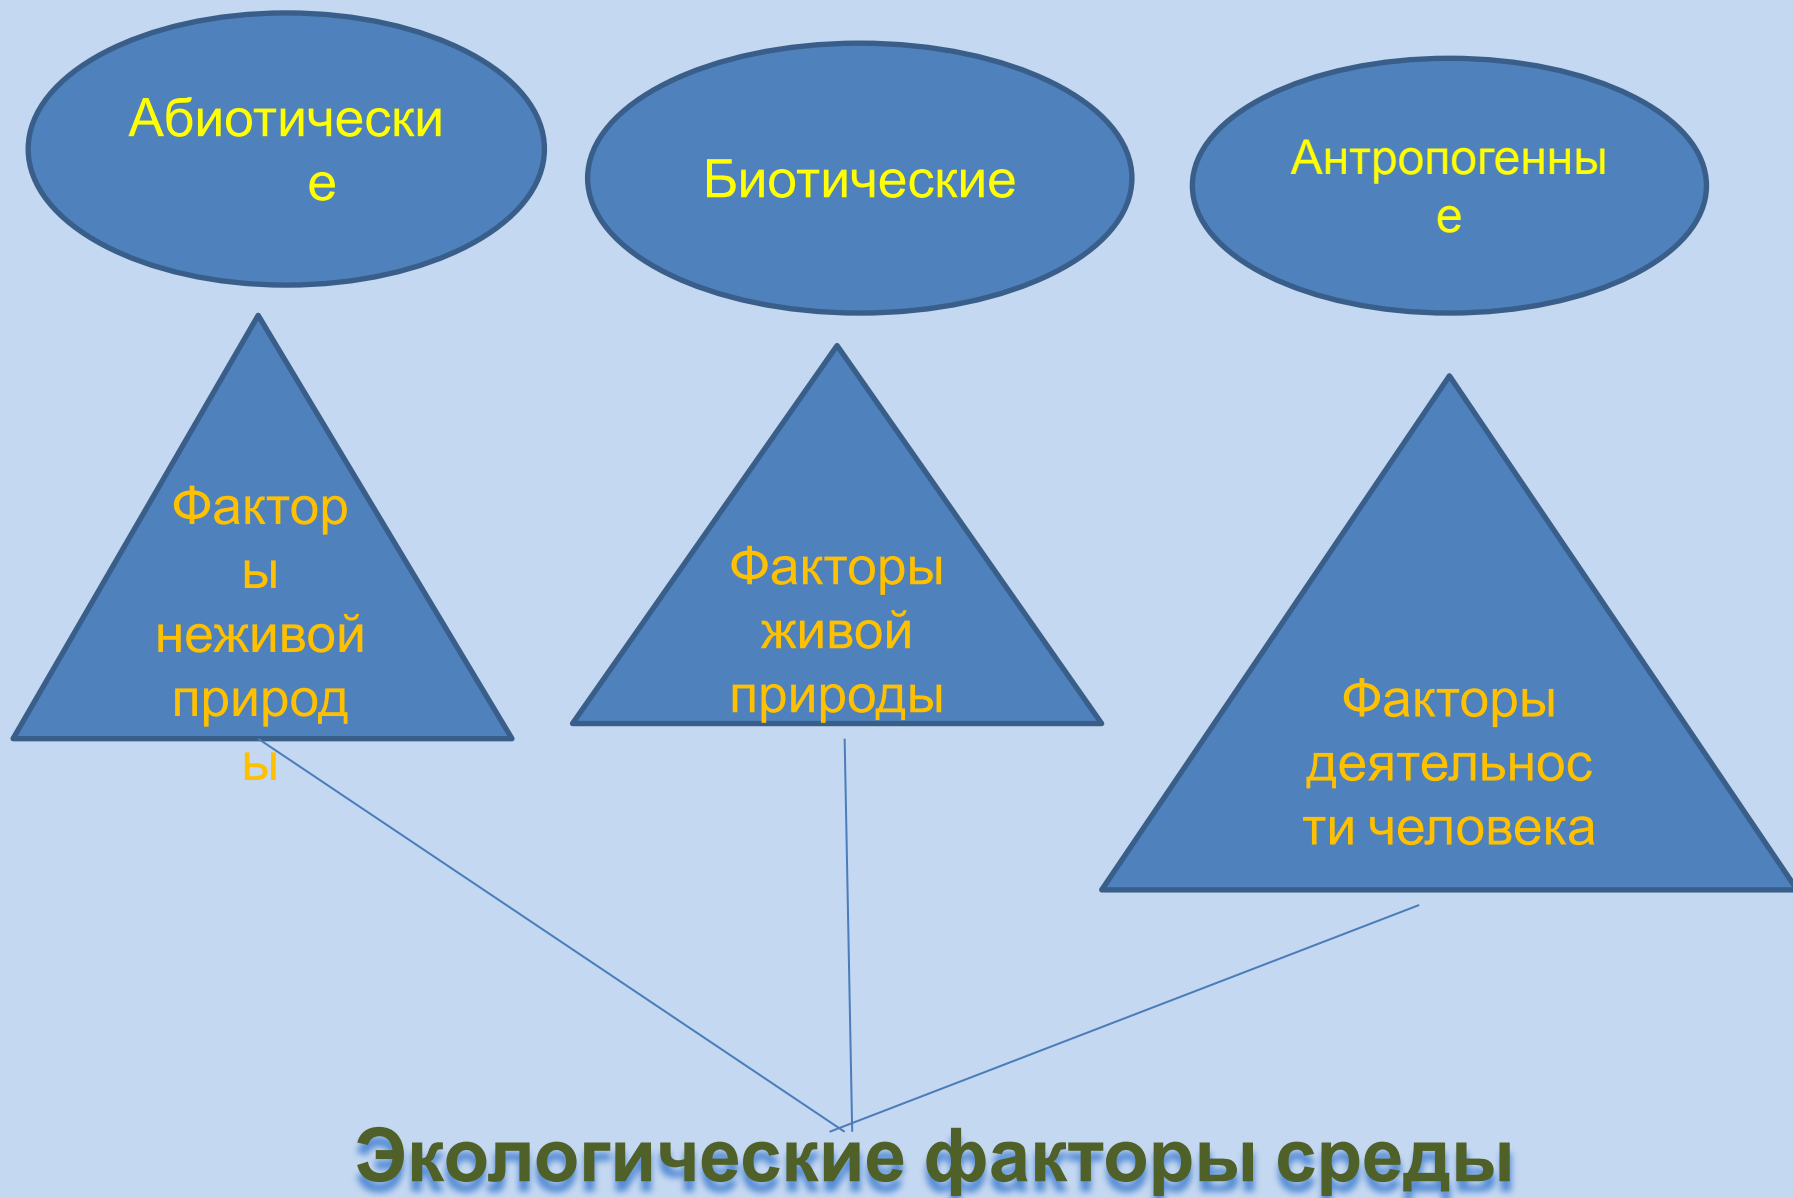 Абиотически
е
Биотические
Антропогенны
е
Фактор
ы
неживой
природ
ы
Факторы
живой
природы
Факторы
деятельнос
ти человека
Экологические факторы среды